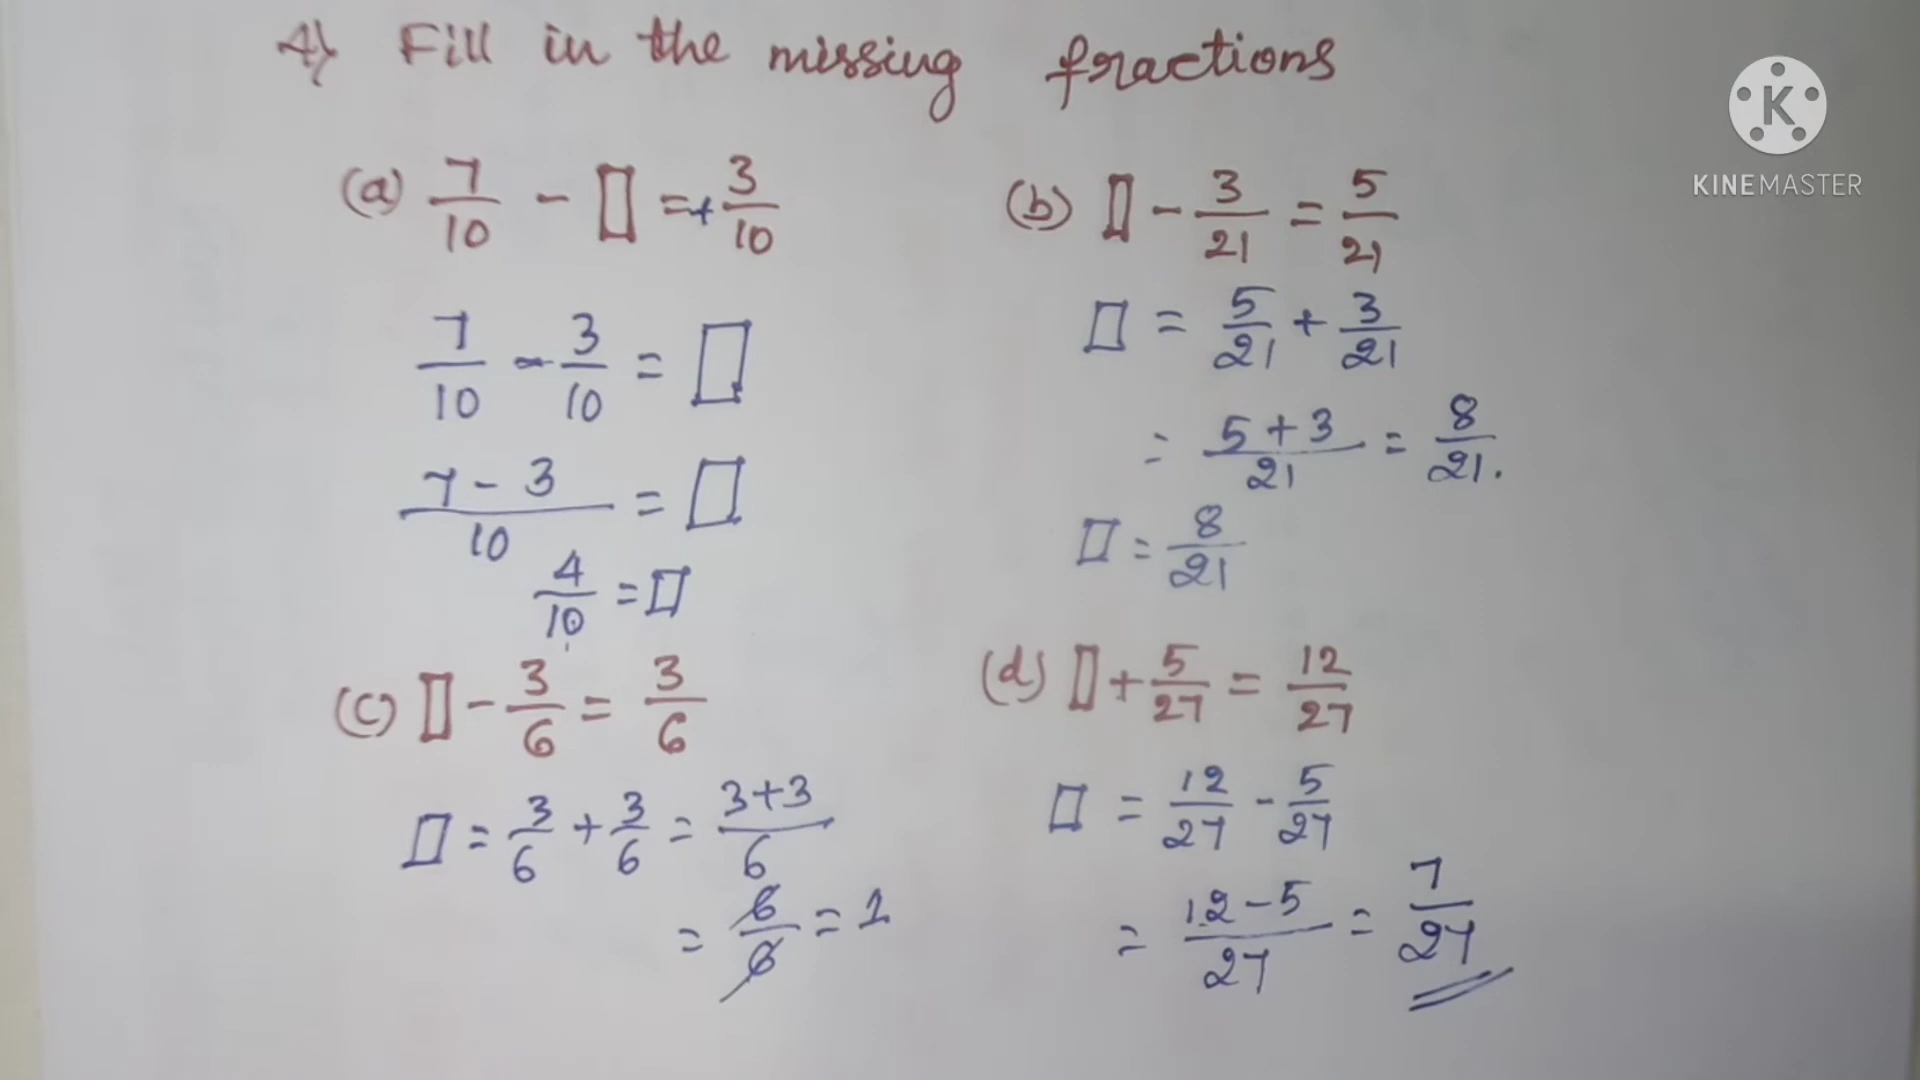 4) Fill in the missing fractions
(a) 7/10 - □ =+ 3/10
7/10 - 3/10 = □
7 - 3/10 = □
4/10 = □
(b) □ - 3/21 = 5/21
□ = 5/21 + 3/21
= 5 + 3/21 = 8/21.
□ = 8/21
(c) □ - 3/6 = 3/6
□ = 3/6 + 3/6 = 3+3/6
= 6/6 = 1
(d) □ + 5/27 = 12/27
□ = 12/27 - 5/27
= 12 - 5/27 = 7/27
K
KINEMASTER